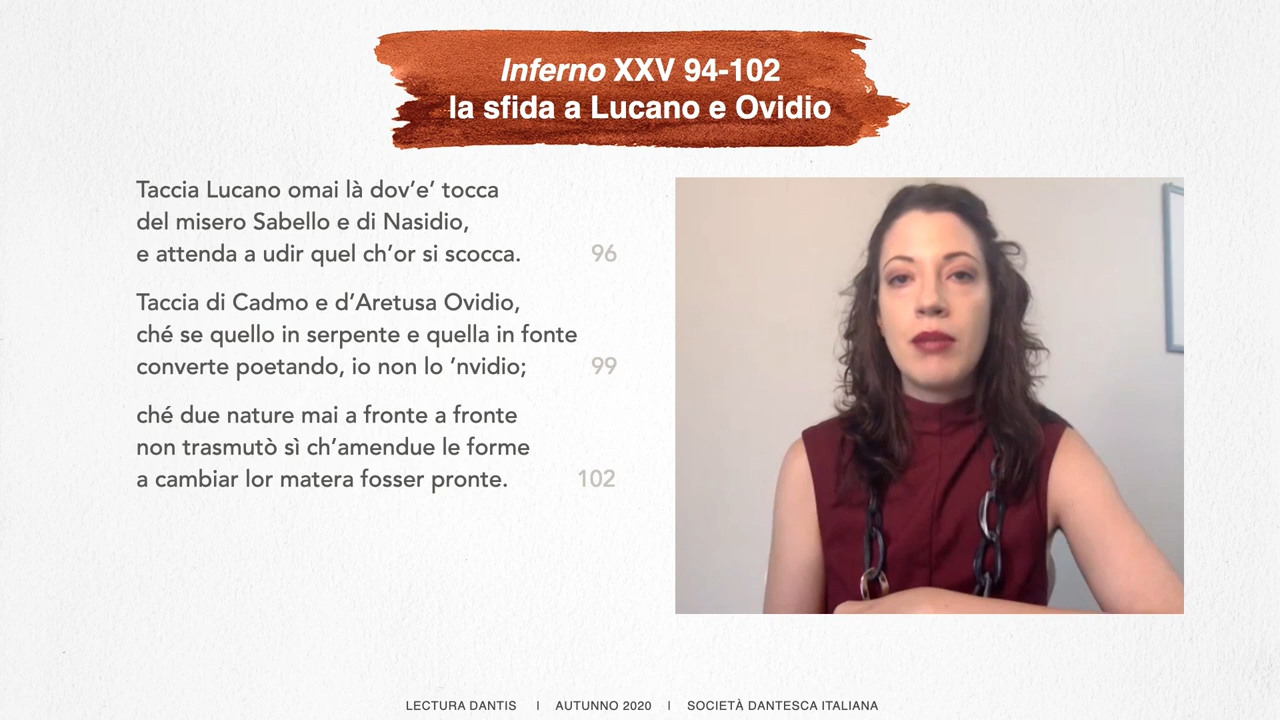 Inferno XXV 94-102
la sfida a Lucano e Ovidio
Taccia Lucano omai là dov’e’ tocca
del misero Sabello e di Nasidio,
e attenda a udir quel ch’or si scocca. 96
Taccia di Cadmo e d’Aretusa Ovidio,
ché se quello in serpente e quella in fonte
converte poetando, io non lo ’nvidio; 99
ché due nature mai a fronte a fronte
non trasmutò sì ch’amendue le forme
a cambiar lor matera fosser pronte. 102
LECTURA DANTIS | AUTUNNO 2020 | SOCIETÀ DANTESCA ITALIANA